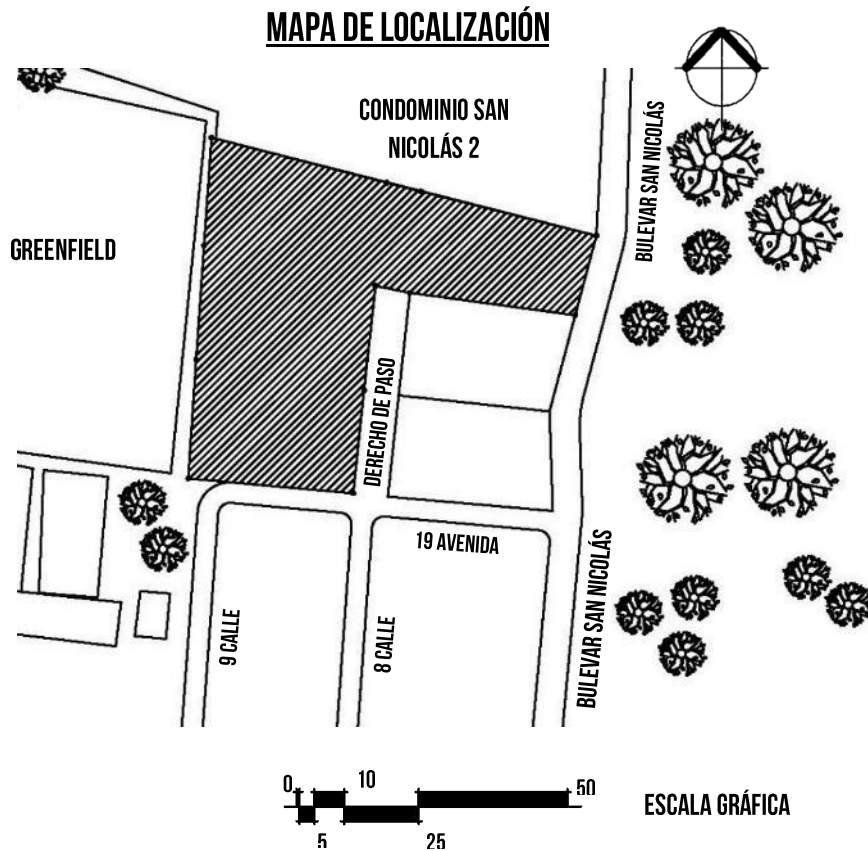 MAPA DE LOCALIZACIÓN
CONDOMINIO SAN
NICOLÁS 2
BULEVAR SAN NICOLÁS
GREENFIELD
DERECHO DE PASO
19 AVENIDA
9 CALLE
8 CALLE
BULEVAR SAN NICOLÁS
0
10
50
5
25
ESCALA GRÁFICA